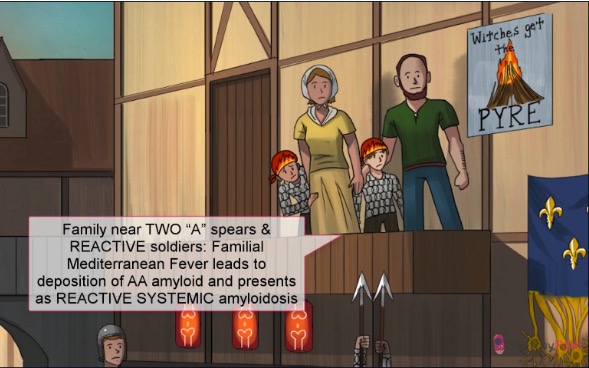 Witches get
the
PYRE
Family near TWO “A” spears &
REACTIVE soldiers: Familial
Mediterranean Fever leads to
deposition of AA amyloid and presents
as REACTIVE SYSTEMIC amyloidosis